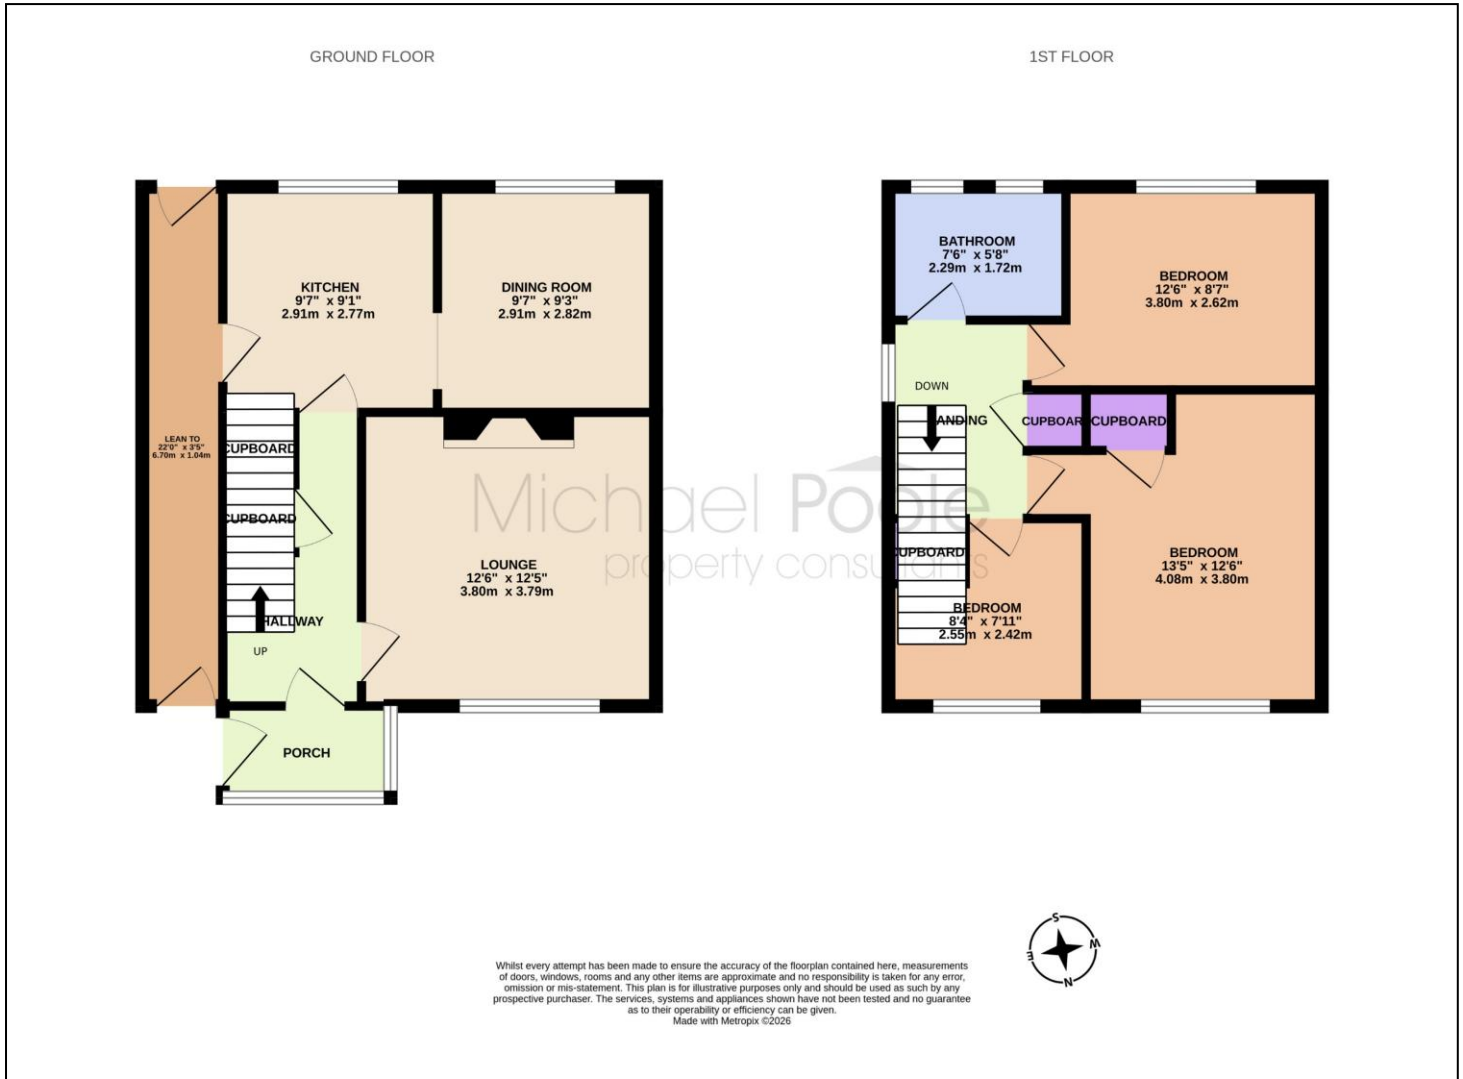 GROUND FLOOR
1ST FLOOR
KITCHEN
9'7" x 9'1"
2.91m x 2.77m
DINING ROOM
9'7" x 9'3"
2.91m x 2.82m
LEAN TO
22'0" x 3'5"
6.70m x 1.04m
CUPBOARD
CUPBOARD
HALLWAY
UP
LOUNGE
12'6" x 12'5"
3.80m x 3.79m
PORCH
BATHROOM
7'6" x 5'8"
2.29m x 1.72m
BEDROOM
12'6" x 8'7"
3.80m x 2.62m
DOWN
LANDING
CUPBOARD
CUPBOARD
CUPBOARD
BEDROOM
13'5" x 12'6"
4.08m x 3.80m
BEDROOM
8'4" x 7'11"
2.55m x 2.42m
Michael Poole
property consultants
S
W
E
N
Whilst every attempt has been made to ensure the accuracy of the floorplan contained here, measurements
of doors, windows, rooms and any other items are approximate and no responsibility is taken for any error,
omission or mis-statement. This plan is for illustrative purposes only and should be used as such by any
prospective purchaser. The services, systems and appliances shown have not been tested and no guarantee
as to their operability or efficiency can be given.
Made with Metropix ©2026